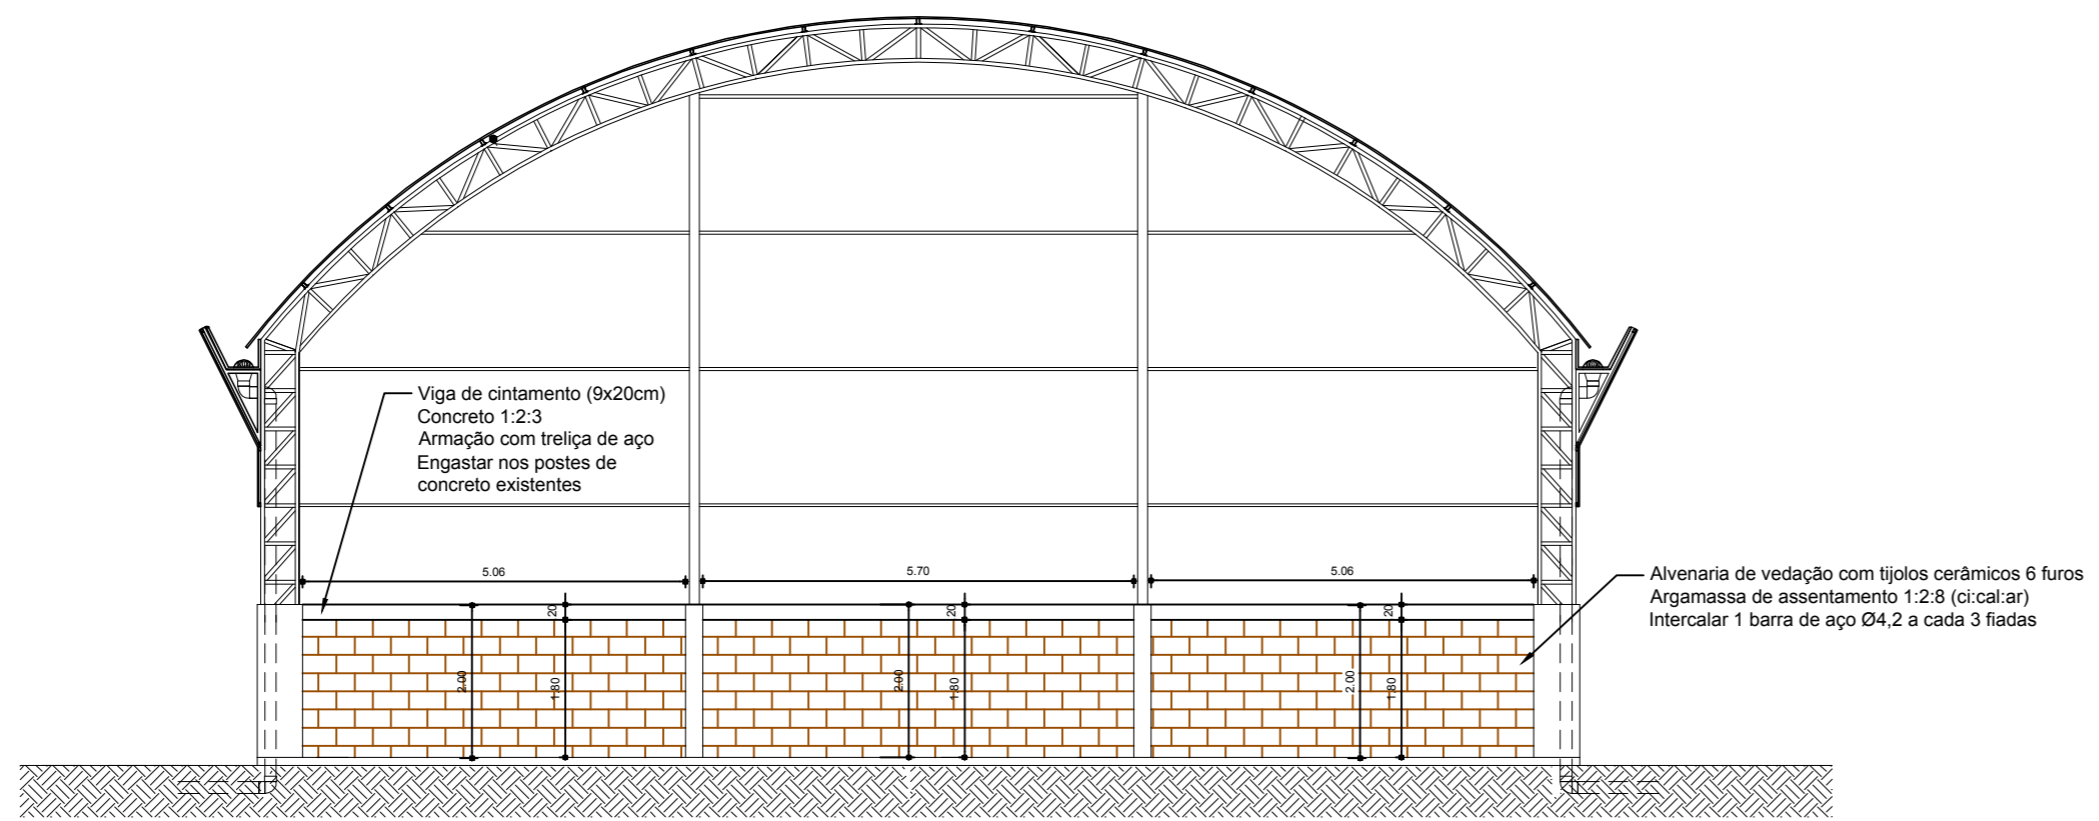 Viga de cintamento (9x20cm)
Concreto 1:2:3
Armação com treliça de aço
Engastar nos postes de
concreto existentes
5.06
5.70
5.06
Alvenaria de vedação com tijolos cerâmicos 6 furos
Argamassa de assentamento 1:2:8 (ci:cal:ar)
Intercalar 1 barra de aço Ø4,2 a cada 3 fiadas
20
20
20
2.00
1.80
2.00
1.80
2.00
1.80